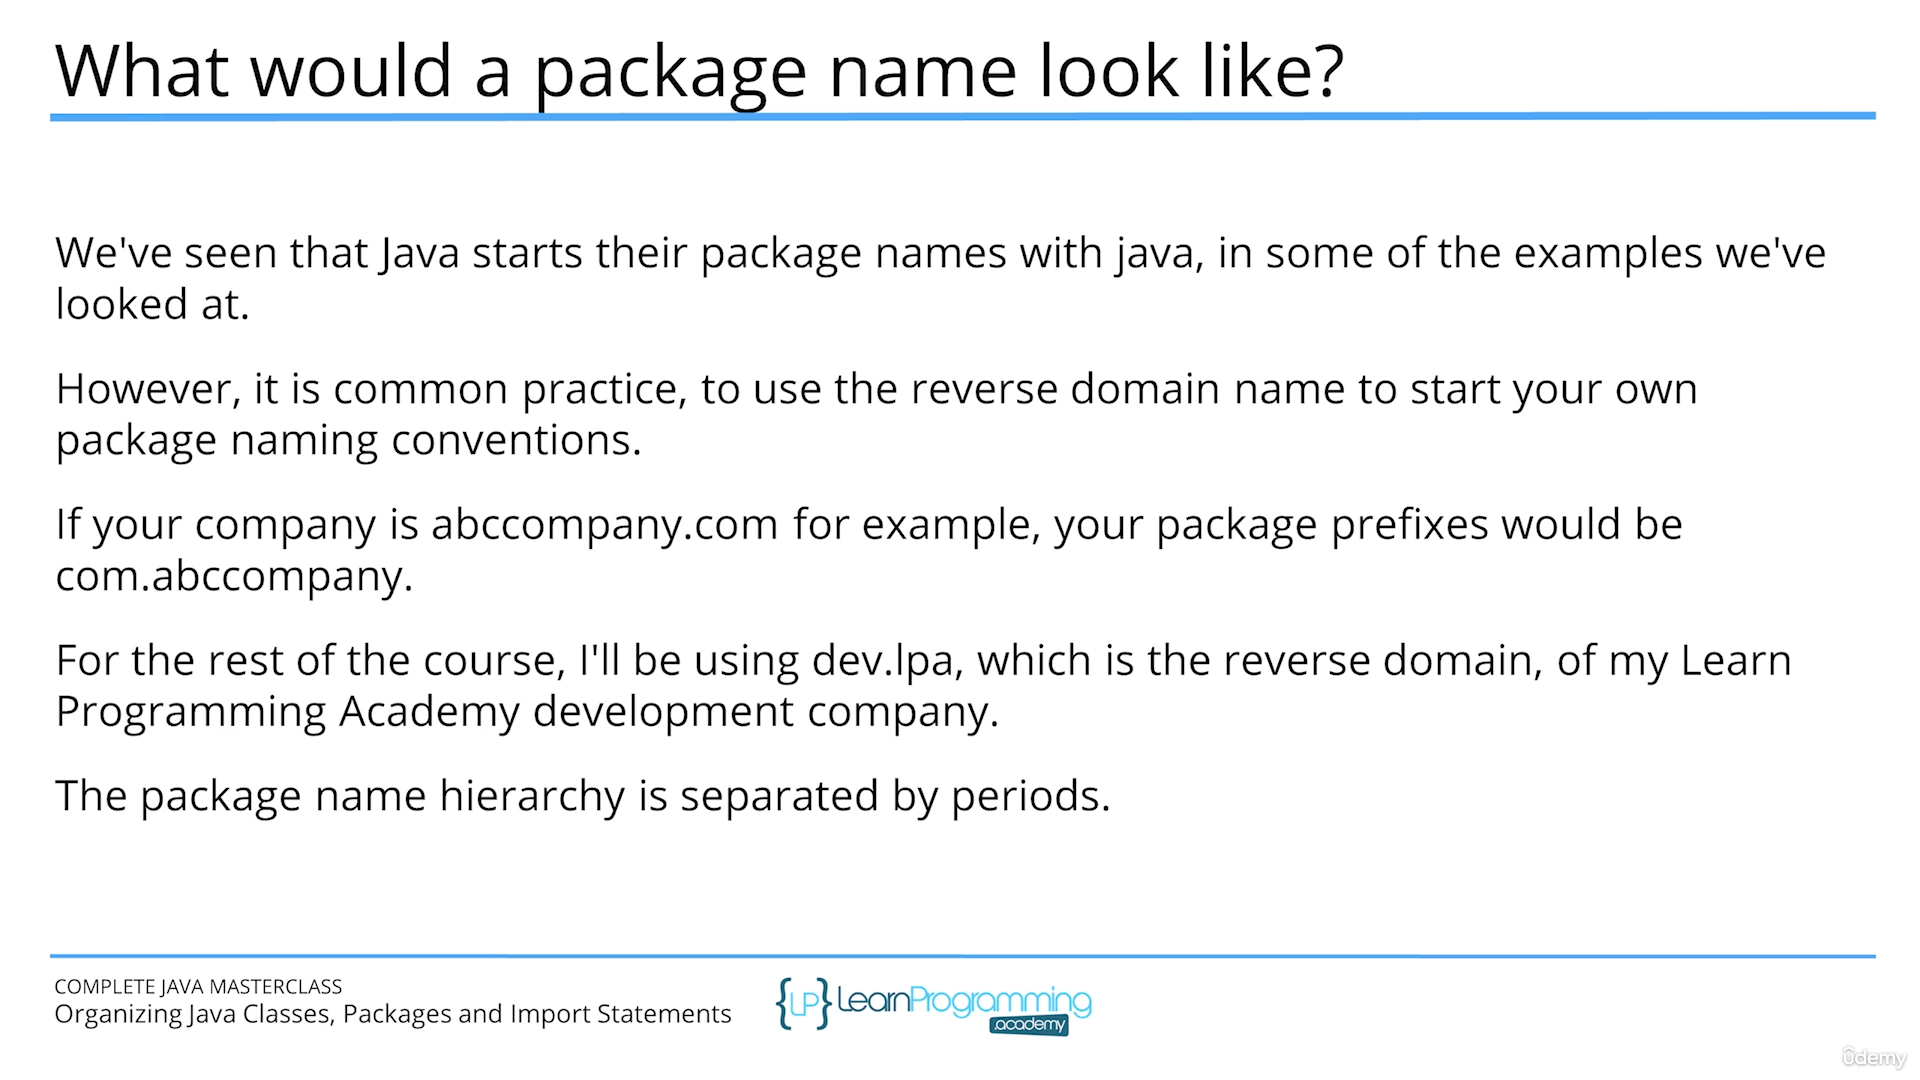 What would a package name look like?
We've seen that Java starts their package names with java, in some of the examples we've
looked at.
However, it is common practice, to use the reverse domain name to start your own
package naming conventions.
If your company is abccompany.com for example, your package prefixes would be
com.abccompany.
For the rest of the course, I'll be using dev.lpa, which is the reverse domain, of my Learn
Programming Academy development company.
The package name hierarchy is separated by periods.
COMPLETE JAVA MASTERCLASS
Organizing Java Classes, Packages and Import Statements
{LP} LearnProgramming
.academy
ûdemy